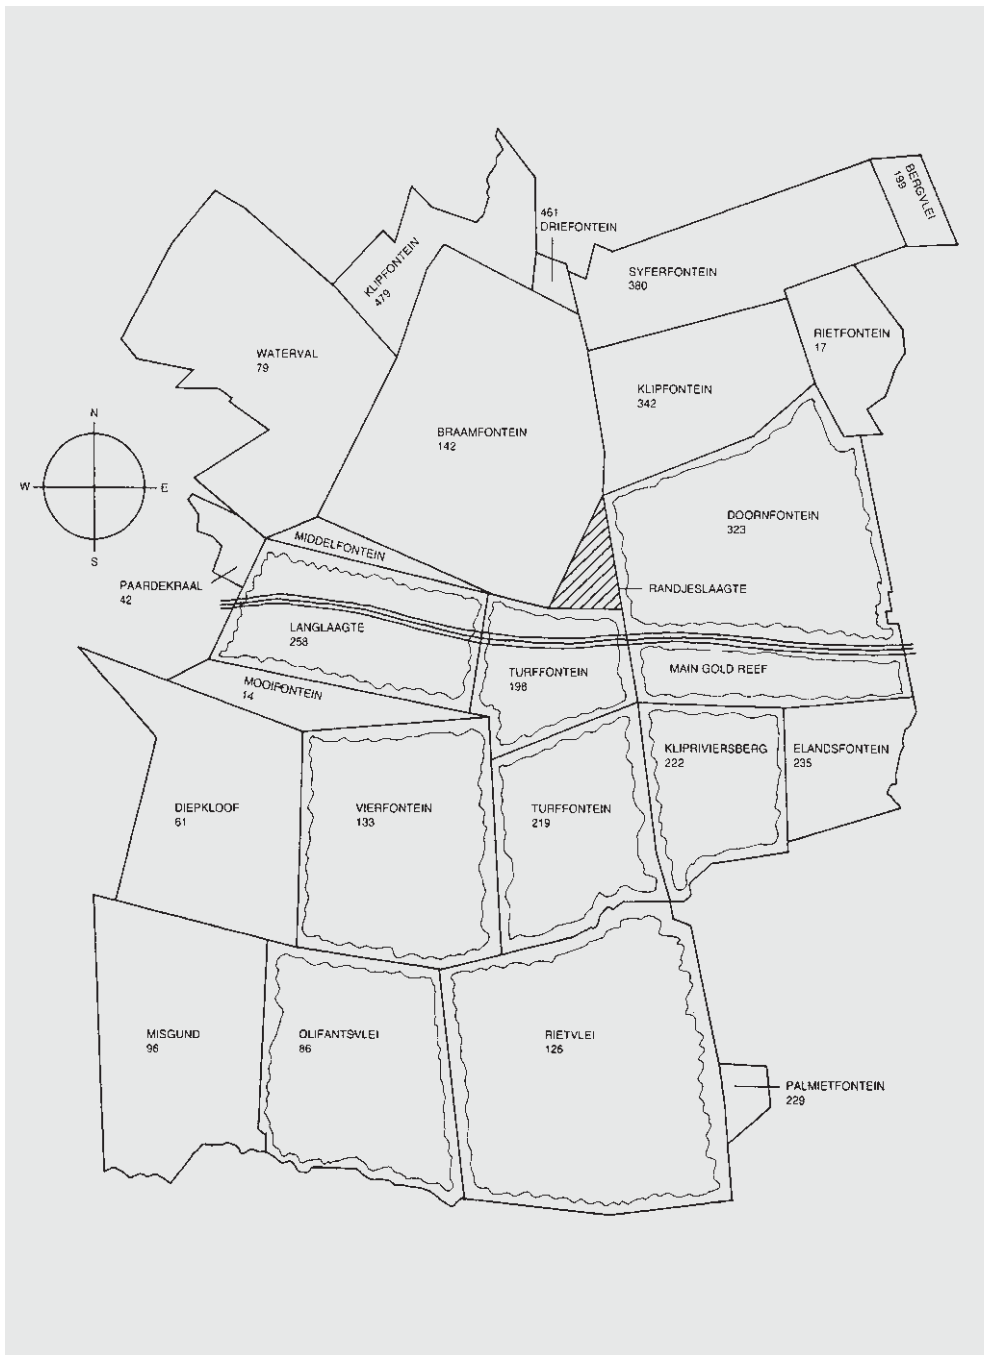 461
DRIEFONTEIN
BERGVLEI
199
KLIPFONTEIN
479
SYFERFONTEIN
380
RIETFONTEIN
17
WATERVAL
79
KLIPFONTEIN
342
BRAAMFONTEIN
142
N
W
E
S
DOORNFONTEIN
323
MIDDELFONTEIN
PAARDEKRAAL
42
RANDJESLAAGTE
LANGLAAGTE
258
MOOIFONTEIN
14
TURFFONTEIN
198
MAIN GOLD REEF
KLIPRIVIERSBERG
222
ELANDSFONTEIN
235
DIEPKLOOF
61
VIERFONTEIN
133
TURFFONTEIN
219
MISGUND
96
OLIFANTSVLEI
86
RIETVLEI
126
PALMIETFONTEIN
229